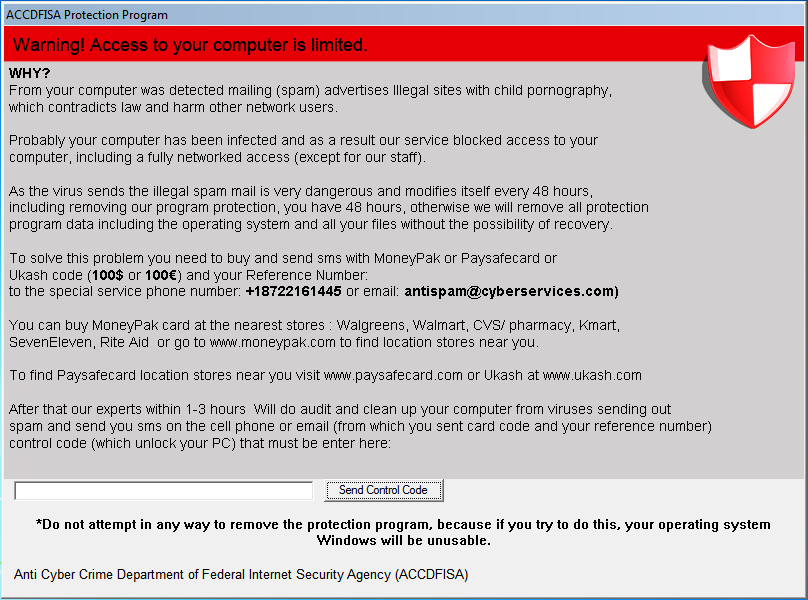 ACCDFISA Protection Program
Warning! Access to your computer is limited.
WHY?
From your computer was detected mailing (spam) advertises Illegal sites with child pornography,
which contradicts law and harm other network users.
Probably your computer has been infected and as a result our service blocked access to your
computer, including a fully networked access (except for our staff).
As the virus sends the illegal spam mail is very dangerous and modifies itself every 48 hours,
including removing our program protection, you have 48 hours, otherwise we will remove all protection
program data including the operating system and all your files without the possibility of recovery.
To solve this problem you need to buy and send sms with MoneyPak or Paysafecard or
Ukash code (100$ or 100€) and your Reference Number:
to the special service phone number: +18722161445 or email: antispam@cyberservices.com)
You can buy MoneyPak card at the nearest stores : Walgreens, Walmart, CVS/ pharmacy, Kmart,
SevenEleven, Rite Aid  or go to www.moneypak.com to find location stores near you.
To find Paysafecard location stores near you visit www.paysafecard.com or Ukash at www.ukash.com
After that our experts within 1-3 hours  Will do audit and clean up your computer from viruses sending out
spam and send you sms on the cell phone or email (from which you sent card code and your reference number)
control code (which unlock your PC) that must be enter here:
Send Control Code
*Do not attempt in any way to remove the protection program, because if you try to do this, your operating system
Windows will be unusable.
Anti Cyber Crime Department of Federal Internet Security Agency (ACCDFISA)